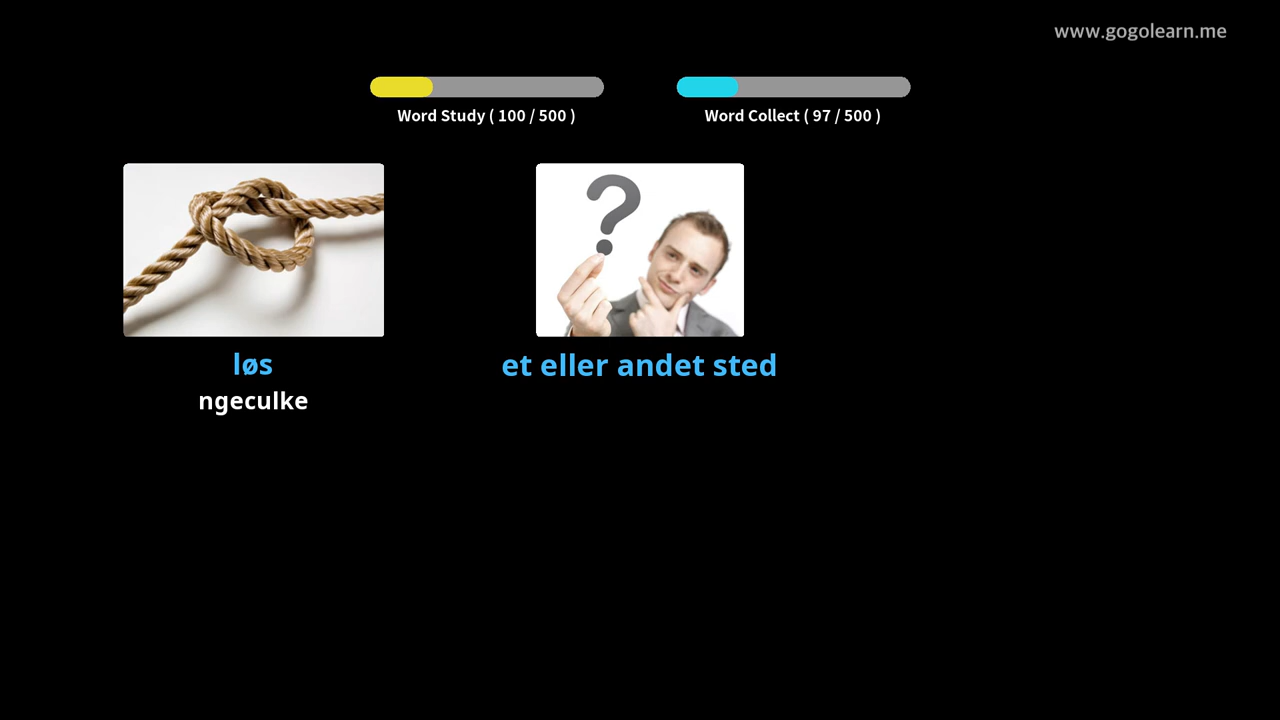 www.gogolearn.me
Word Study ( 100 / 500 )
Word Collect ( 97 / 500 )
løs
ngeculke
et eller andet sted